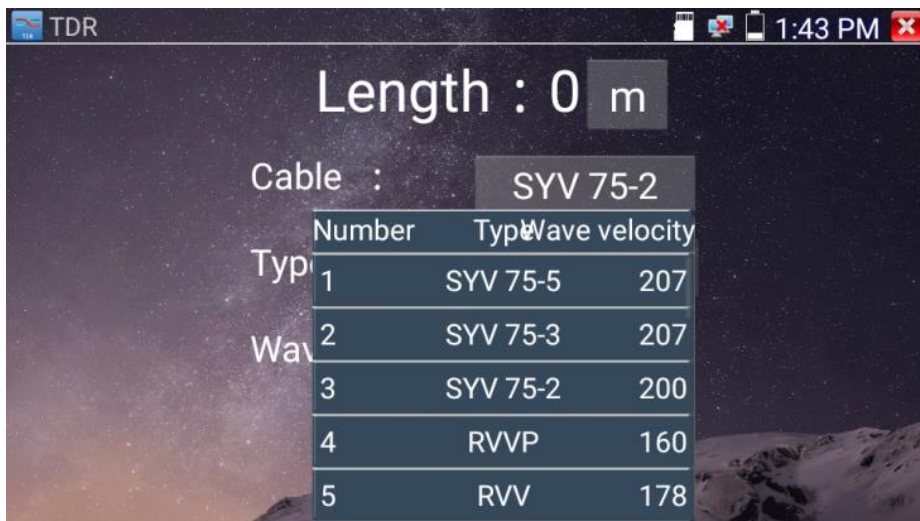 TDR 1:43 PM
Length : 0 m
Cable : SYV 75-2
Number Type Wave velocity
Typ
1 SYV 75-5 207
Wav
2 SYV 75-3 207
3 SYV 75-2 200
4 RVVP 160
5 RVV 178